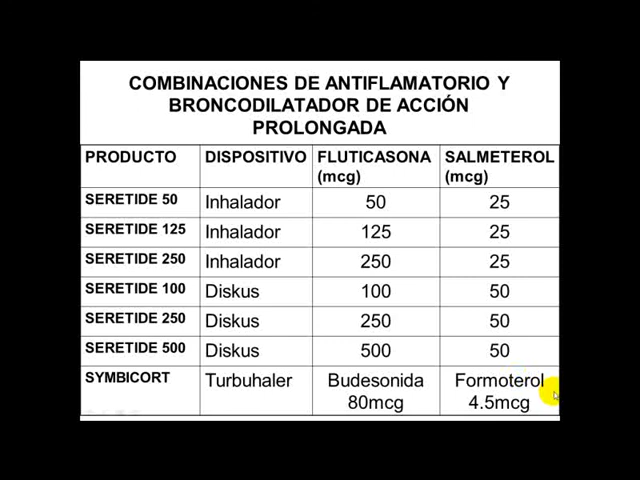 COMBINACIONES DE ANTIFLAMATORIO Y
BRONCODILATADOR DE ACCIÓN
PROLONGADA
PRODUCTO DISPOSITIVO FLUTICASONA (mcg) SALMETEROL (mcg)
SERETIDE 50 Inhalador 50 25
SERETIDE 125 Inhalador 125 25
SERETIDE 250 Inhalador 250 25
SERETIDE 100 Diskus 100 50
SERETIDE 250 Diskus 250 50
SERETIDE 500 Diskus 500 50
SYMBICORT Turbuhaler Budesonida 80mcg Formoterol 4.5mcg